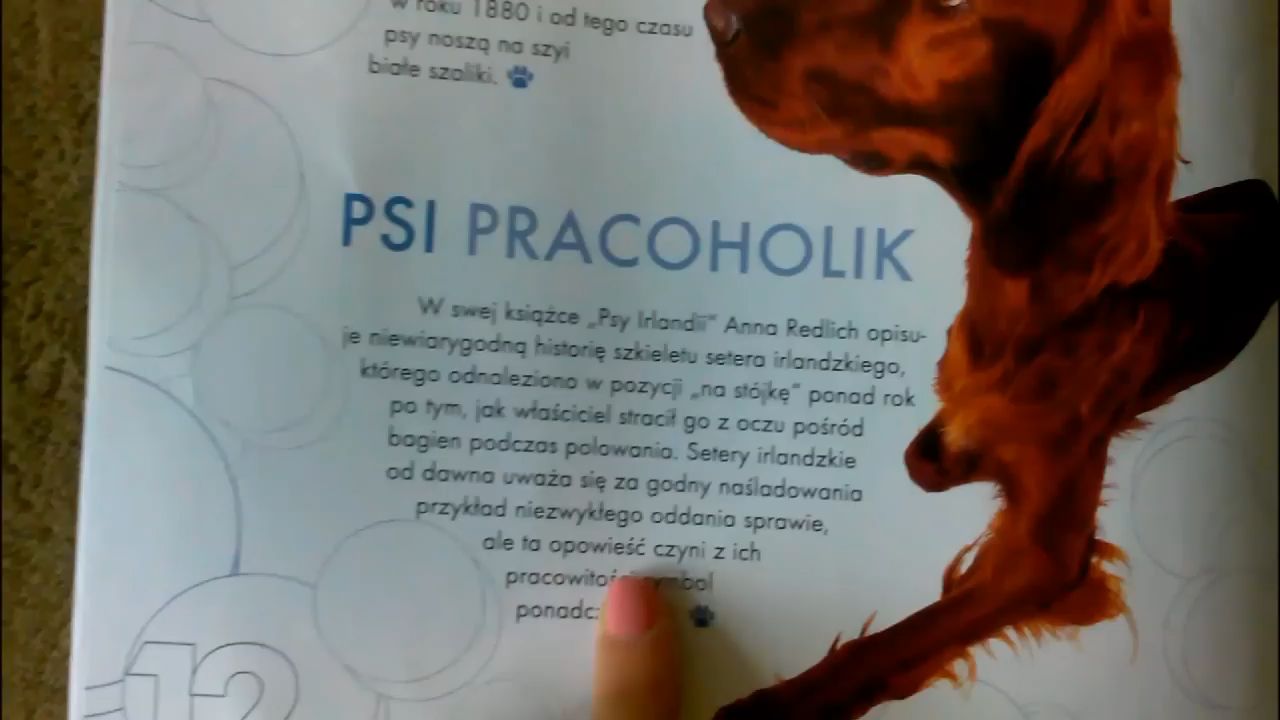 w roku 1880 i od tego czasu
psy noszą na szyi
białe szaliki.
PSI PRACOHOLIK
W swej książce „Psy Irlandii” Anna Redlich opisu-
je niewiarygodną historię szkieletu setera irlandzkiego,
którego odnaleziono w pozycji „na stójkę” ponad rok
po tym, jak właściciel stracił go z oczu pośród
bagien podczas polowania. Setery irlandzkie
od dawna uważa się za godny naśladowania
przykład niezwykłego oddania sprawie,
ale ta opowieść czyni z ich
12